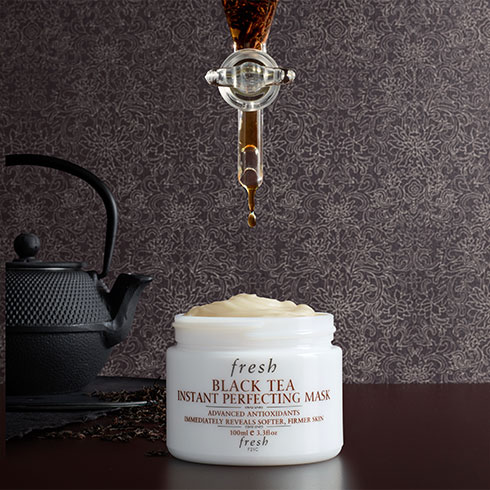 fresh
BLACK TEA
INSTANT PERFECTING MASK
ADVANCED ANTIOXIDANTS
IMMEDIATELY REVEALS SOFTER, FIRMER SKIN
100ml e 3.3fl.oz
fresh